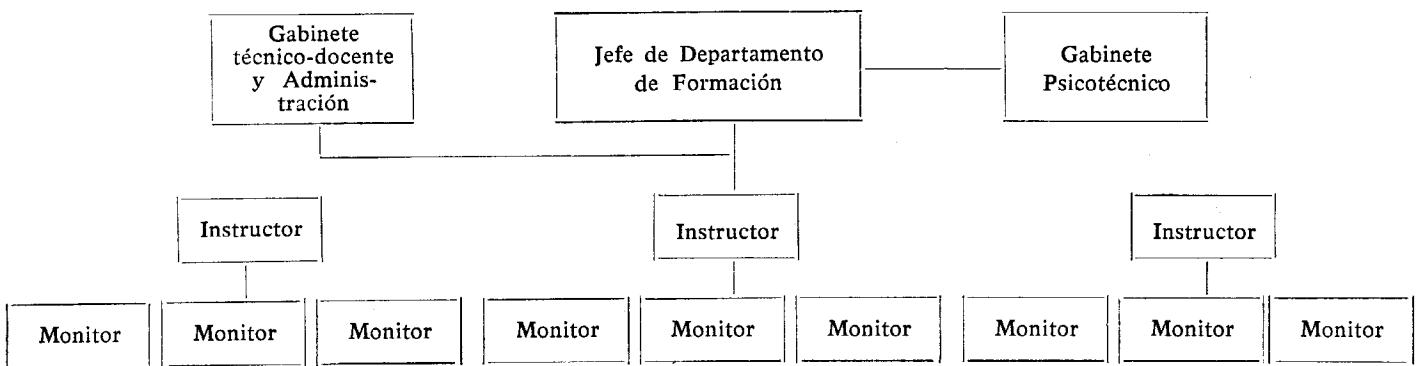 Gabinete
técnico-docente
y Adminis-
tración
Jefe de Departamento
de Formación
Gabinete
Psicotécnico
Instructor
Instructor
Instructor
Monitor
Monitor
Monitor
Monitor
Monitor
Monitor
Monitor
Monitor
Monitor